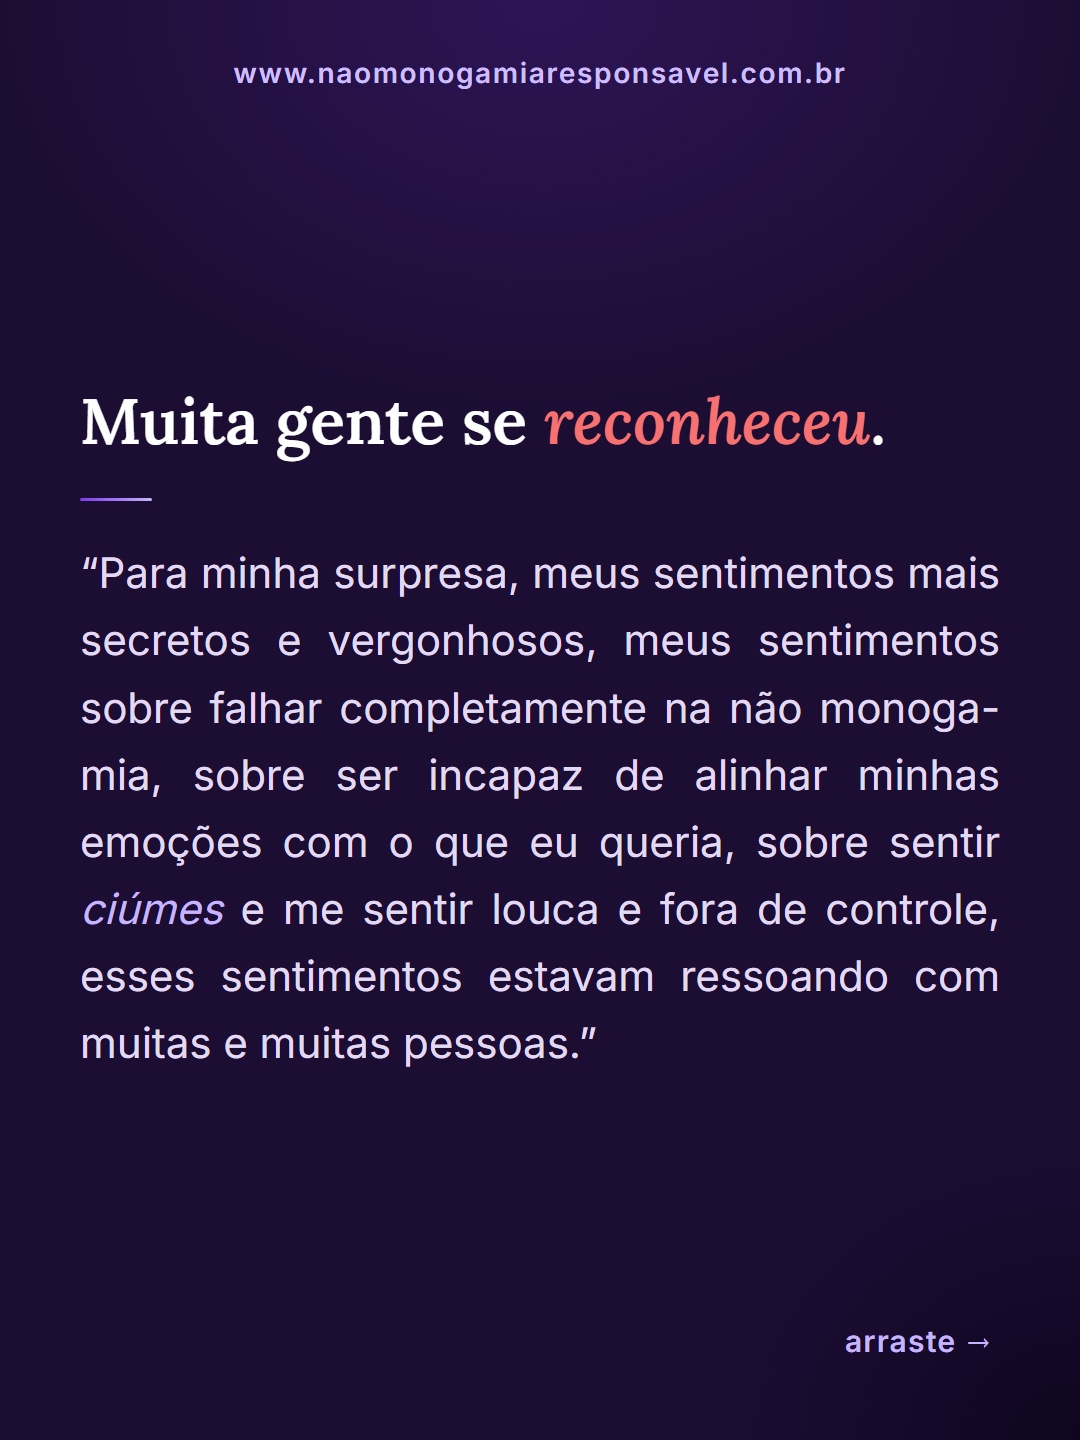 www.naomonogamiaresponsavel.com.br
Muita gente se reconheceu.
“Para minha surpresa, meus sentimentos mais
secretos e vergonhosos, meus sentimentos
sobre falhar completamente na não monoga-
mia, sobre ser incapaz de alinhar minhas
emoções com o que eu queria, sobre sentir
ciúmes e me sentir louca e fora de controle,
esses sentimentos estavam ressoando com
muitas e muitas pessoas.”
arraste →